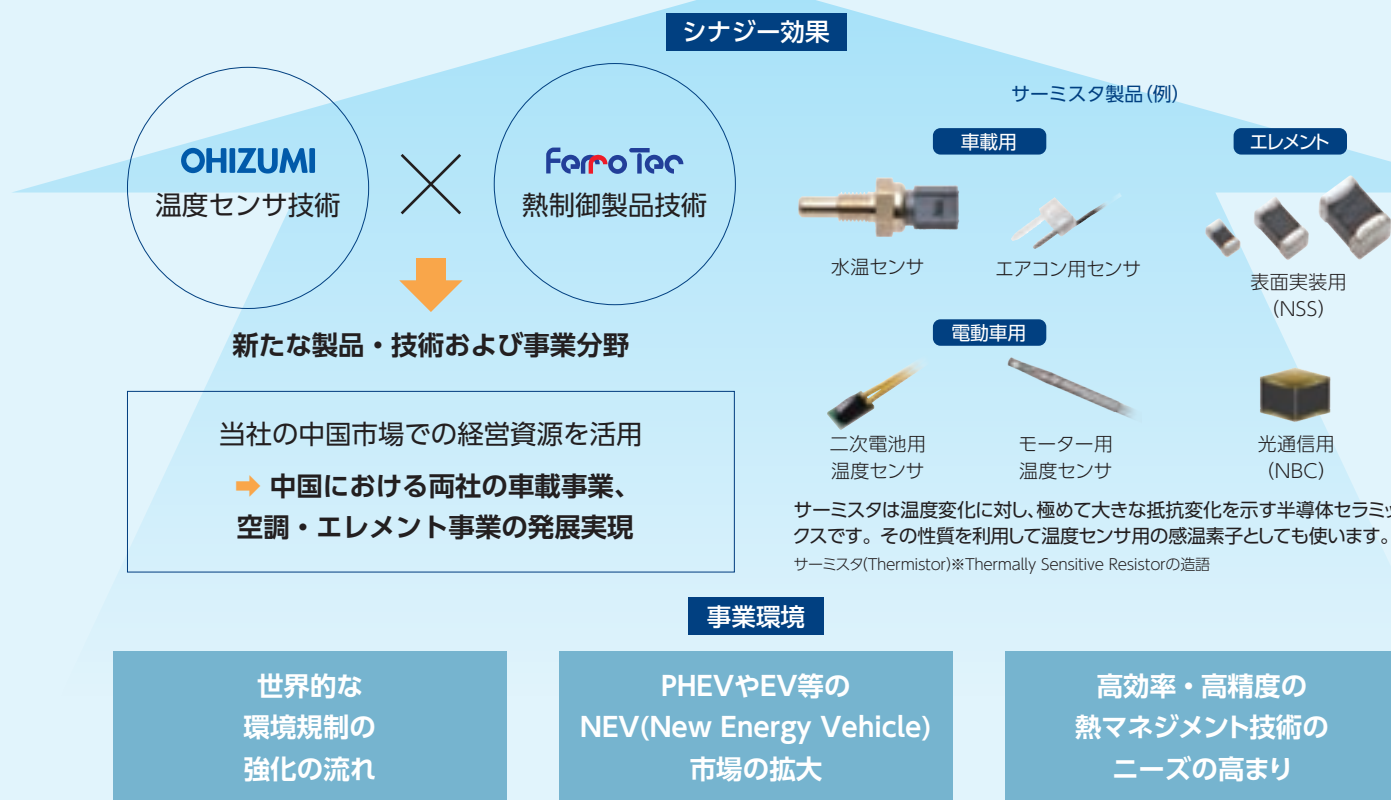 シナジー効果
OHIZUMI
温度センサ技術
FerroTec
熱制御製品技術
新たな製品・技術および事業分野
当社の中国市場での経営資源を活用
中国における両社の車載事業、
空調・エレメント事業の発展実現
サーミスタ製品(例)
車載用
水温センサ
エアコン用センサ
電動車用
二次電池用
温度センサ
モーター用
温度センサ
エレメント
表面実装用
(NSS)
光通信用
(NBC)
サーミスタは温度変化に対し、極めて大きな抵抗変化を示す半導体セラミッ
クスです。その性質を利用して温度センサ用の感温素子としても使います。
サーミスタ(Thermistor)※Thermally Sensitive Resistorの造語
事業環境
世界的な
環境規制の
強化の流れ
PHEVやEV等の
NEV(New Energy Vehicle)
市場の拡大
高効率・高精度の
熱マネジメント技術の
ニーズの高まり